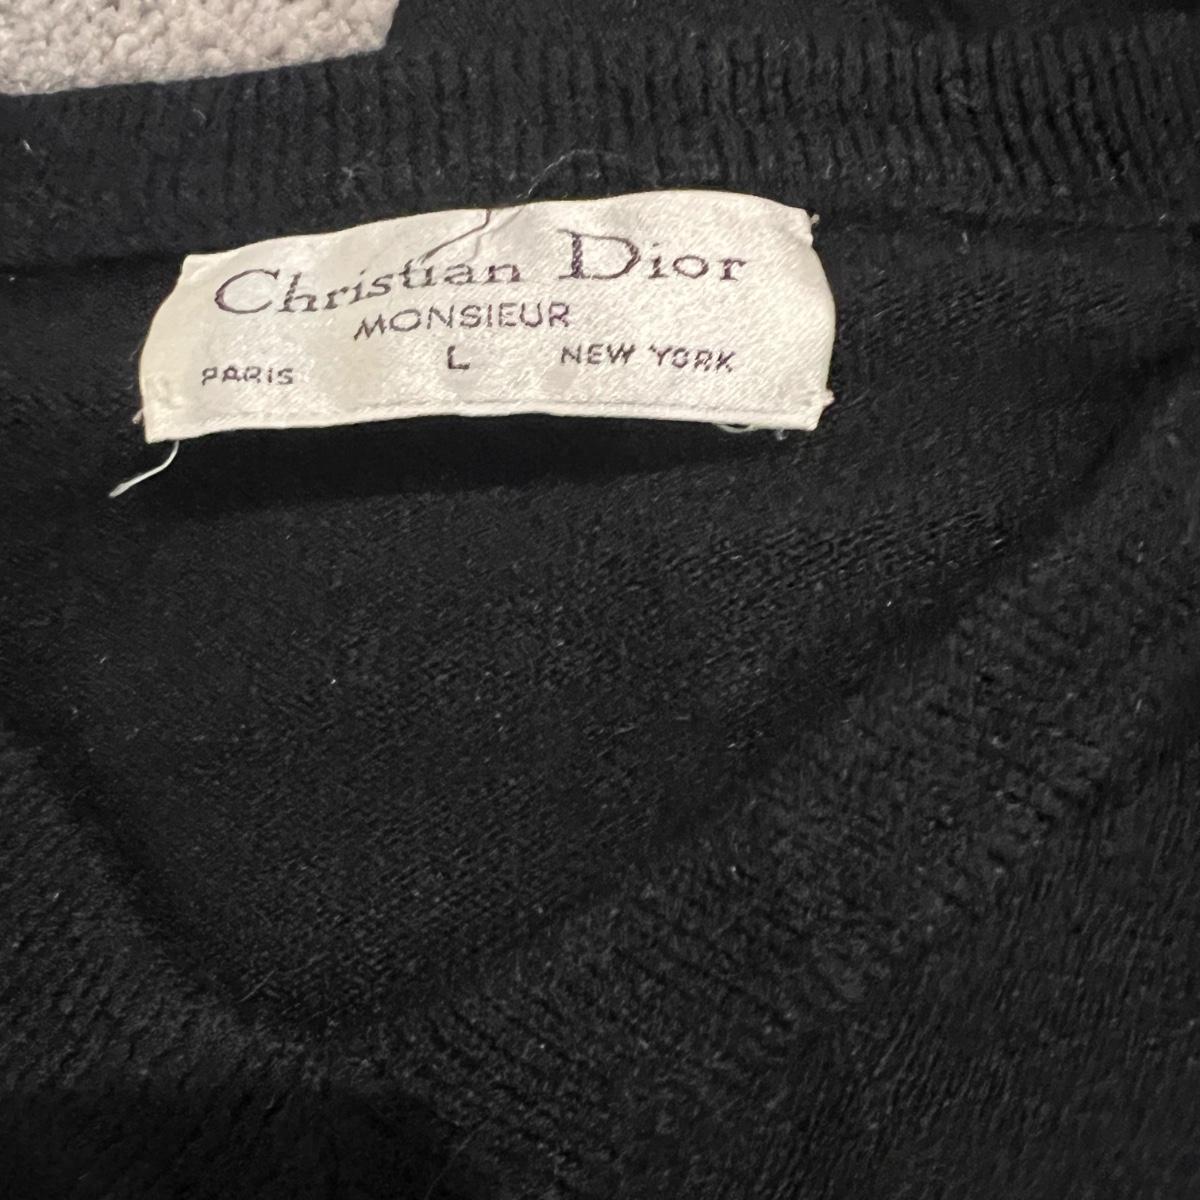 Christian Dior
MONSIEUR
L
PARIS NEW YORK